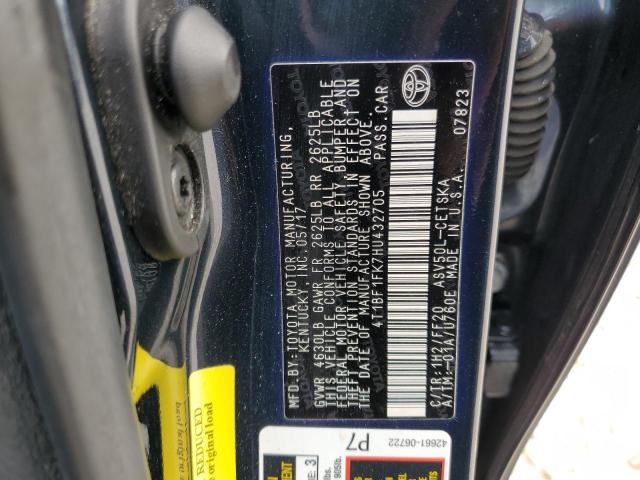 MFD.BY:TOYOTA MOTOR MANUFACTURING,
KENTUCKY, INC.05/17
GVWR 4630LB GAWR FR 2625LB RR 2625LB
THIS VEHICLE CONFORMS TO ALL APPLICABLE
FEDERAL MOTOR VEHICLE SAFETY, BUMPER, AND
THEFT PREVENTION STANDARDS IN EFFECT ON
THE DATE OF MANUFACTURE SHOWN ABOVE.
4T1BF1FK7HU432705 PASS.CAR
C/TR:1H2/FF20 ASV50L-CETSKA
A/TM:-01A/U760E MADE IN U.S.A.
07823
REDUCED
original load
42661-06722
P7
3